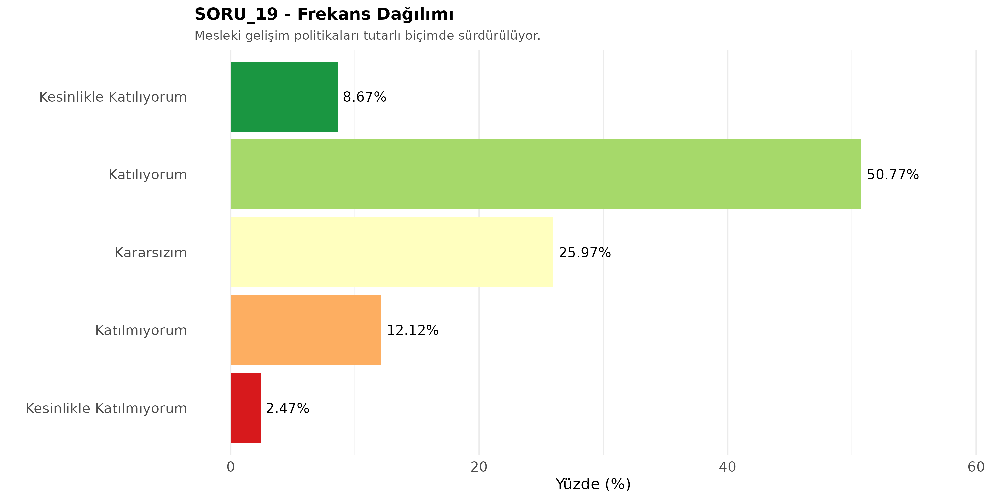 SORU_19 - Frekans Dağılımı
Mesleki gelişim politikaları tutarlı biçimde sürdürülüyor.
Kesinlikle Katılıyorum 8.67%
Katılıyorum 50.77%
Kararsızım 25.97%
Katılmıyorum 12.12%
Kesinlikle Katılmıyorum 2.47%
0 20 40 60
Yüzde (%)